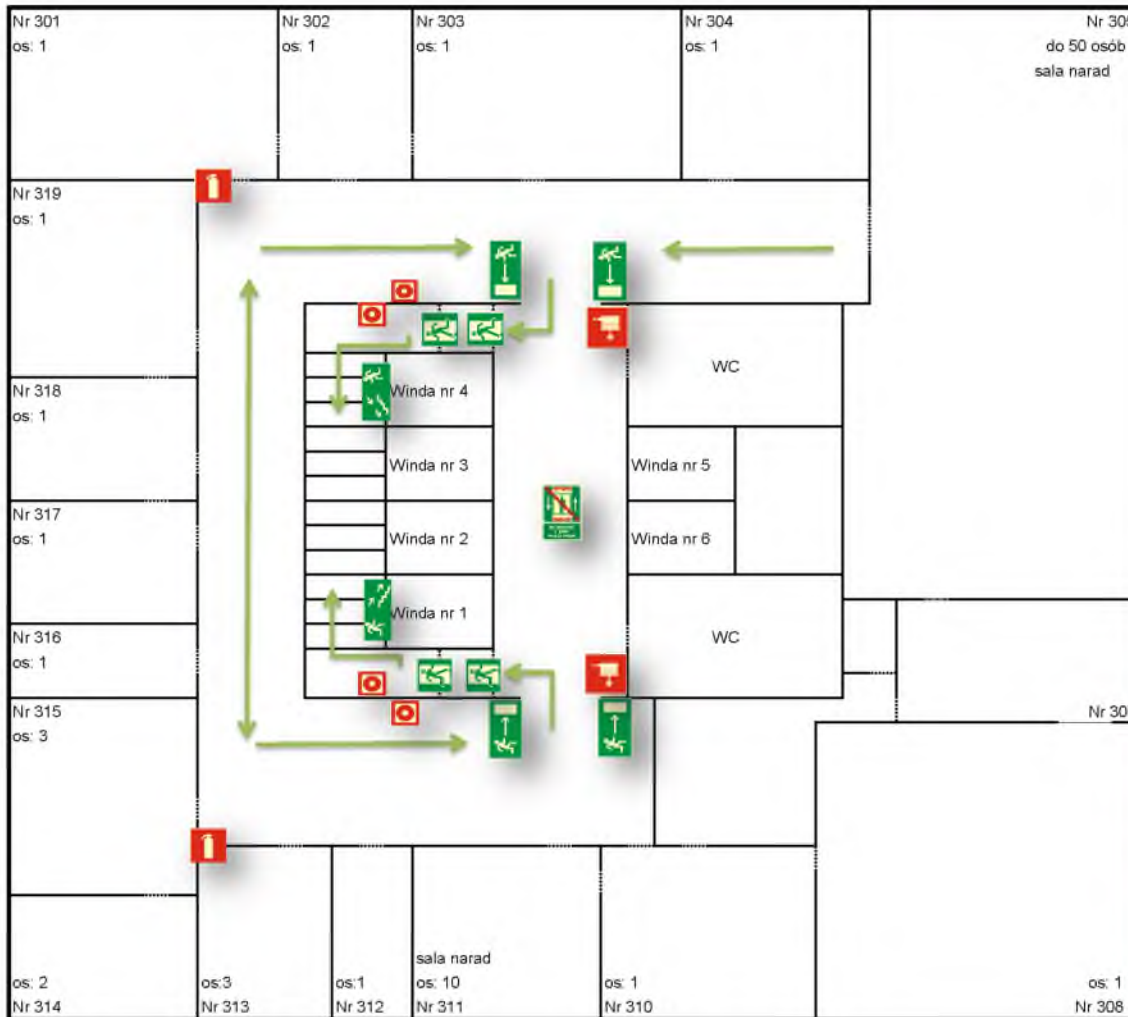 Nr 301
os: 1
Nr 302
os: 1
Nr 303
os: 1
Nr 304
os: 1
Nr 305
do 50 osób
sala narad
Nr 319
os: 1
WC
Winda nr 4
Nr 318
os: 1
Winda nr 3
Winda nr 5
Nr 317
os: 1
Winda nr 2
Winda nr 6
Winda nr 1
Nr 316
os: 1
WC
Nr 315
os: 3
Nr 30
os: 2
Nr 314
os:3
Nr 313
os:1
Nr 312
sala narad
os: 10
Nr 311
os: 1
Nr 310
os: 1
Nr 308